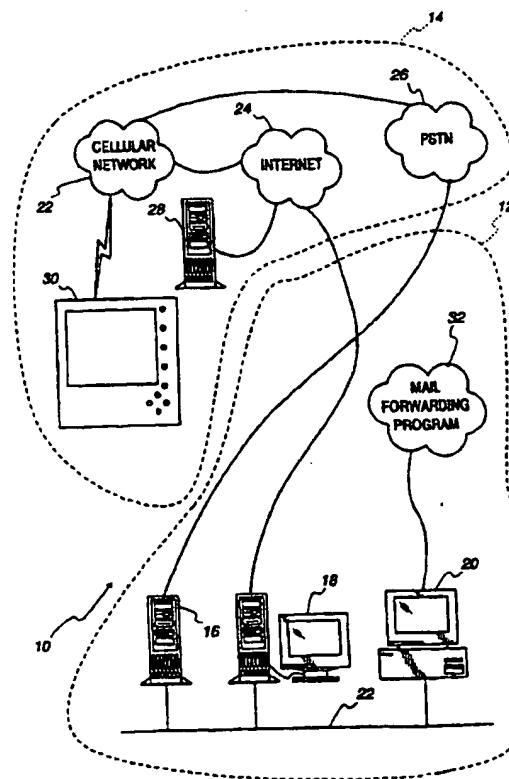 14
26
24
PSTN
CELLULAR
NETWORK
INTERNET
22
28
12
30
32
MAIL
FORWARDING
PROGRAM
20
18
16
10
22